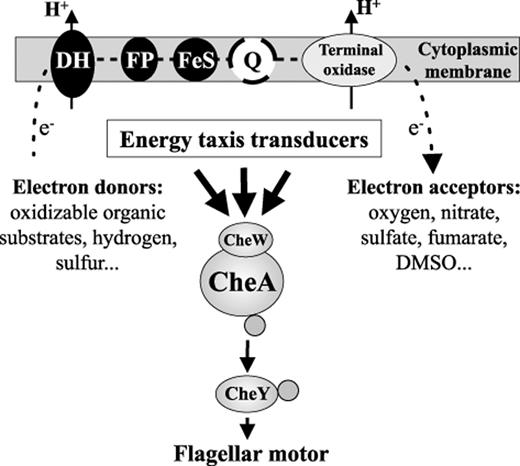 H+ H+
DH FP FeS Q Terminal oxidase Cytoplasmic membrane
e- e-
Energy taxis transducers
Electron donors:
oxidizable organic
substrates, hydrogen,
sulfur...
Electron acceptors:
oxygen, nitrate,
sulfate, fumarate,
DMSO...
CheW
CheA
CheY
Flagellar motor